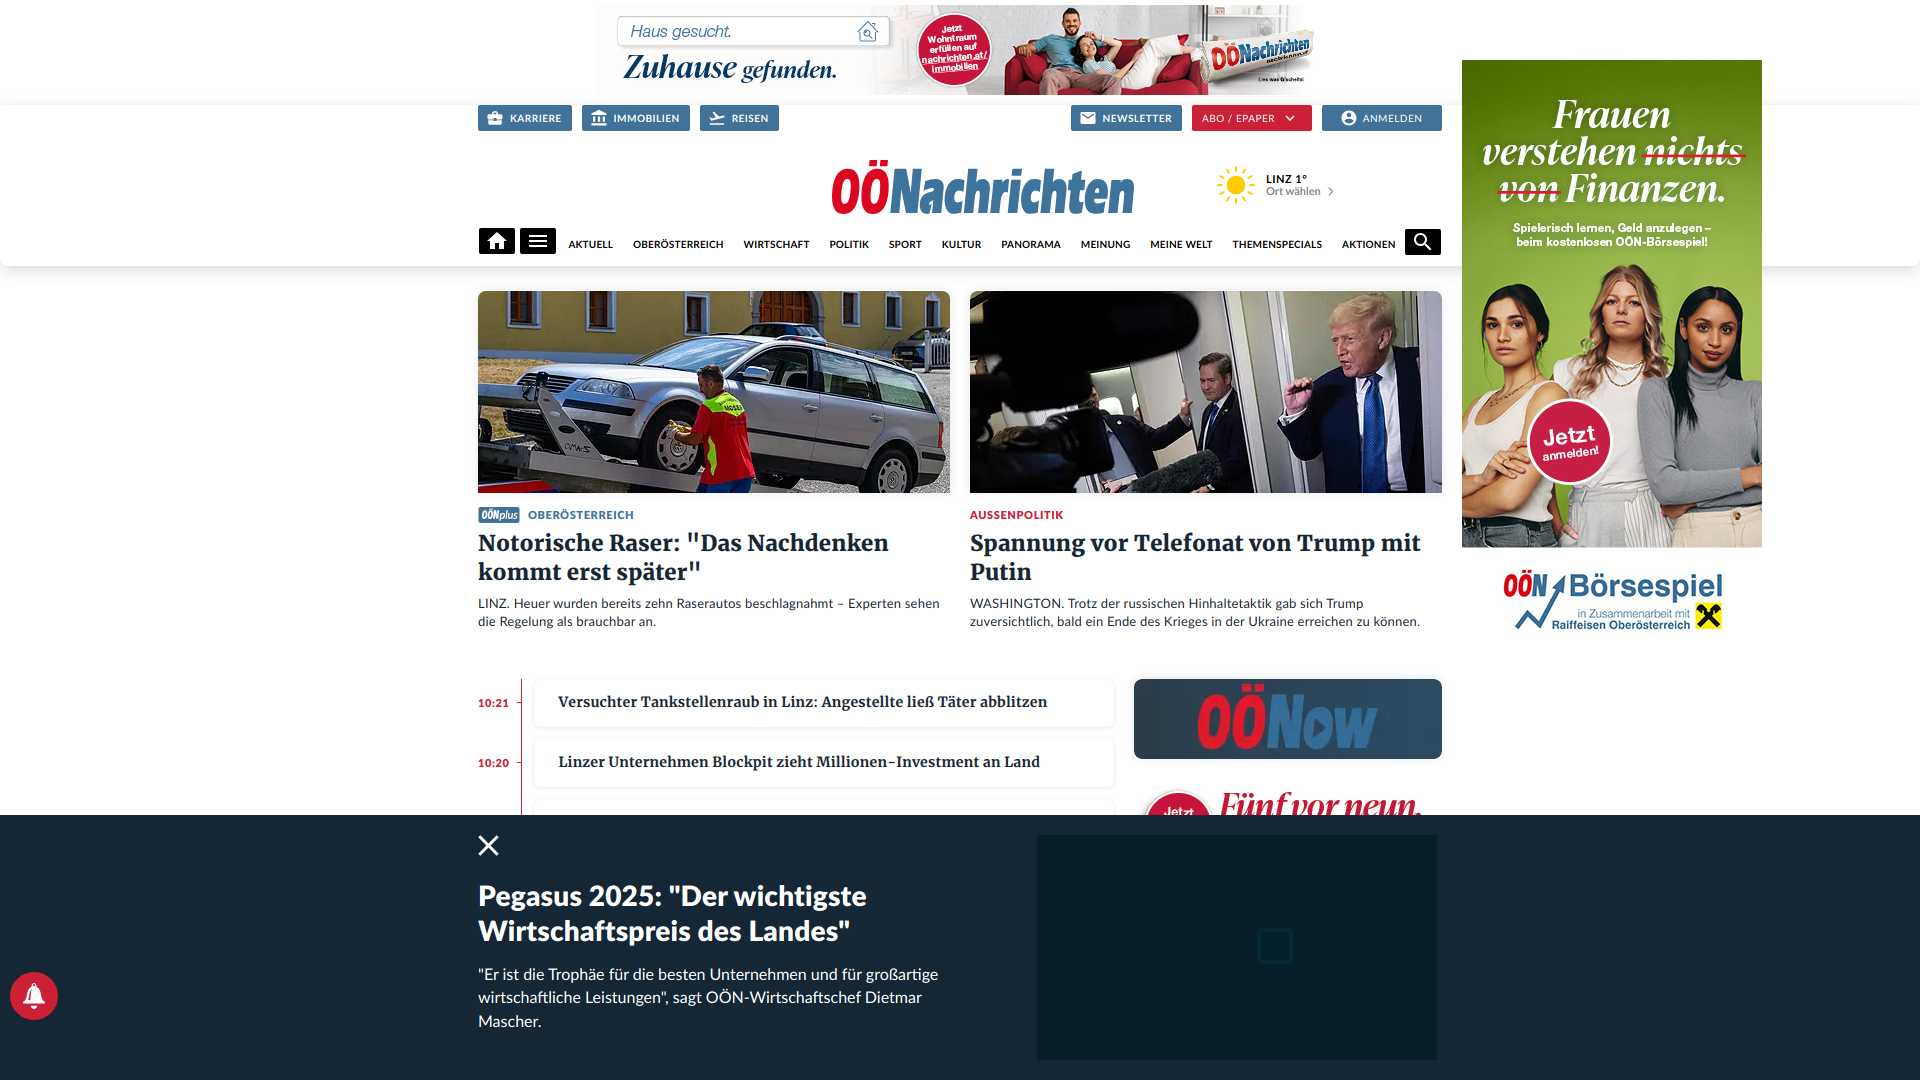 Haus gesucht.
Zuhause gefunden.
Jetzt
Wohntraum
erfüllen auf
nachrichten.at/
immobilien
OÖNachrichten
Lies was G'scheits!
KARRIERE
IMMOBILIEN
REISEN
NEWSLETTER
ABO / EPAPER
ANMELDEN
OÖNachrichten
LINZ 1°
Ort wählen
AKTUELL
OBERÖSTERREICH
WIRTSCHAFT
POLITIK
SPORT
KULTUR
PANORAMA
MEINUNG
MEINE WELT
THEMENSPECIALS
AKTIONEN
Frauen
verstehen nichts
von Finanzen.
Spielerisch lernen, Geld anzulegen –
beim kostenlosen OÖN-Börsespiel!
Jetzt
anmelden!
OÖN Börsespiel
in Zusammenarbeit mit
Raiffeisen Oberösterreich
MOSER
OÖNplus OBERÖSTERREICH
Notorische Raser: "Das Nachdenken
kommt erst später"
LINZ. Heuer wurden bereits zehn Raserautos beschlagnahmt – Experten sehen
die Regelung als brauchbar an.
AUSSENPOLITIK
Spannung vor Telefonat von Trump mit
Putin
WASHINGTON. Trotz der russischen Hinhaltetaktik gab sich Trump
zuversichtlich, bald ein Ende des Krieges in der Ukraine erreichen zu können.
10:21
Versuchter Tankstellenraub in Linz: Angestellte ließ Täter abblitzen
10:20
Linzer Unternehmen Blockpit zieht Millionen-Investment an Land
OÖNow
Jetzt
Fünf vor neun.
Pegasus 2025: "Der wichtigste
Wirtschaftspreis des Landes"
"Er ist die Trophäe für die besten Unternehmen und für großartige
wirtschaftliche Leistungen", sagt OÖN-Wirtschaftschef Dietmar
Mascher.